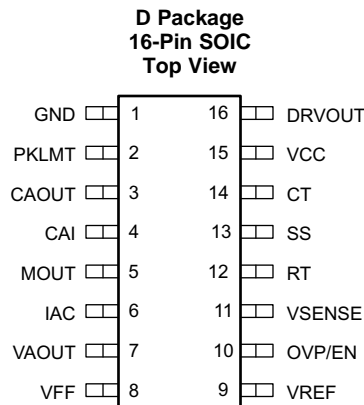 D Package
16-Pin SOIC
Top View
GND 1 16 DRVOUT
PKLMT 2 15 VCC
CAOUT 3 14 CT
CAI 4 13 SS
MOUT 5 12 RT
IAC 6 11 VSENSE
VAOUT 7 10 OVP/EN
VFF 8 9 VREF